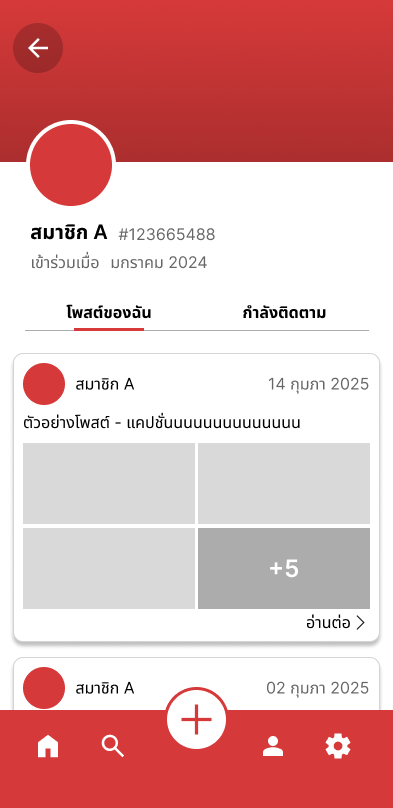 สมาชิก A #123665488
เข้าร่วมเมื่อ มกราคม 2024
โพสต์ของฉัน กำลังติดตาม
สมาชิก A 14 กุมภา 2025
ตัวอย่างโพสต์ - แคปชั่นนนนนนนนนนนนนนน
+5
อ่านต่อ
สมาชิก A 02 กุมภา 2025